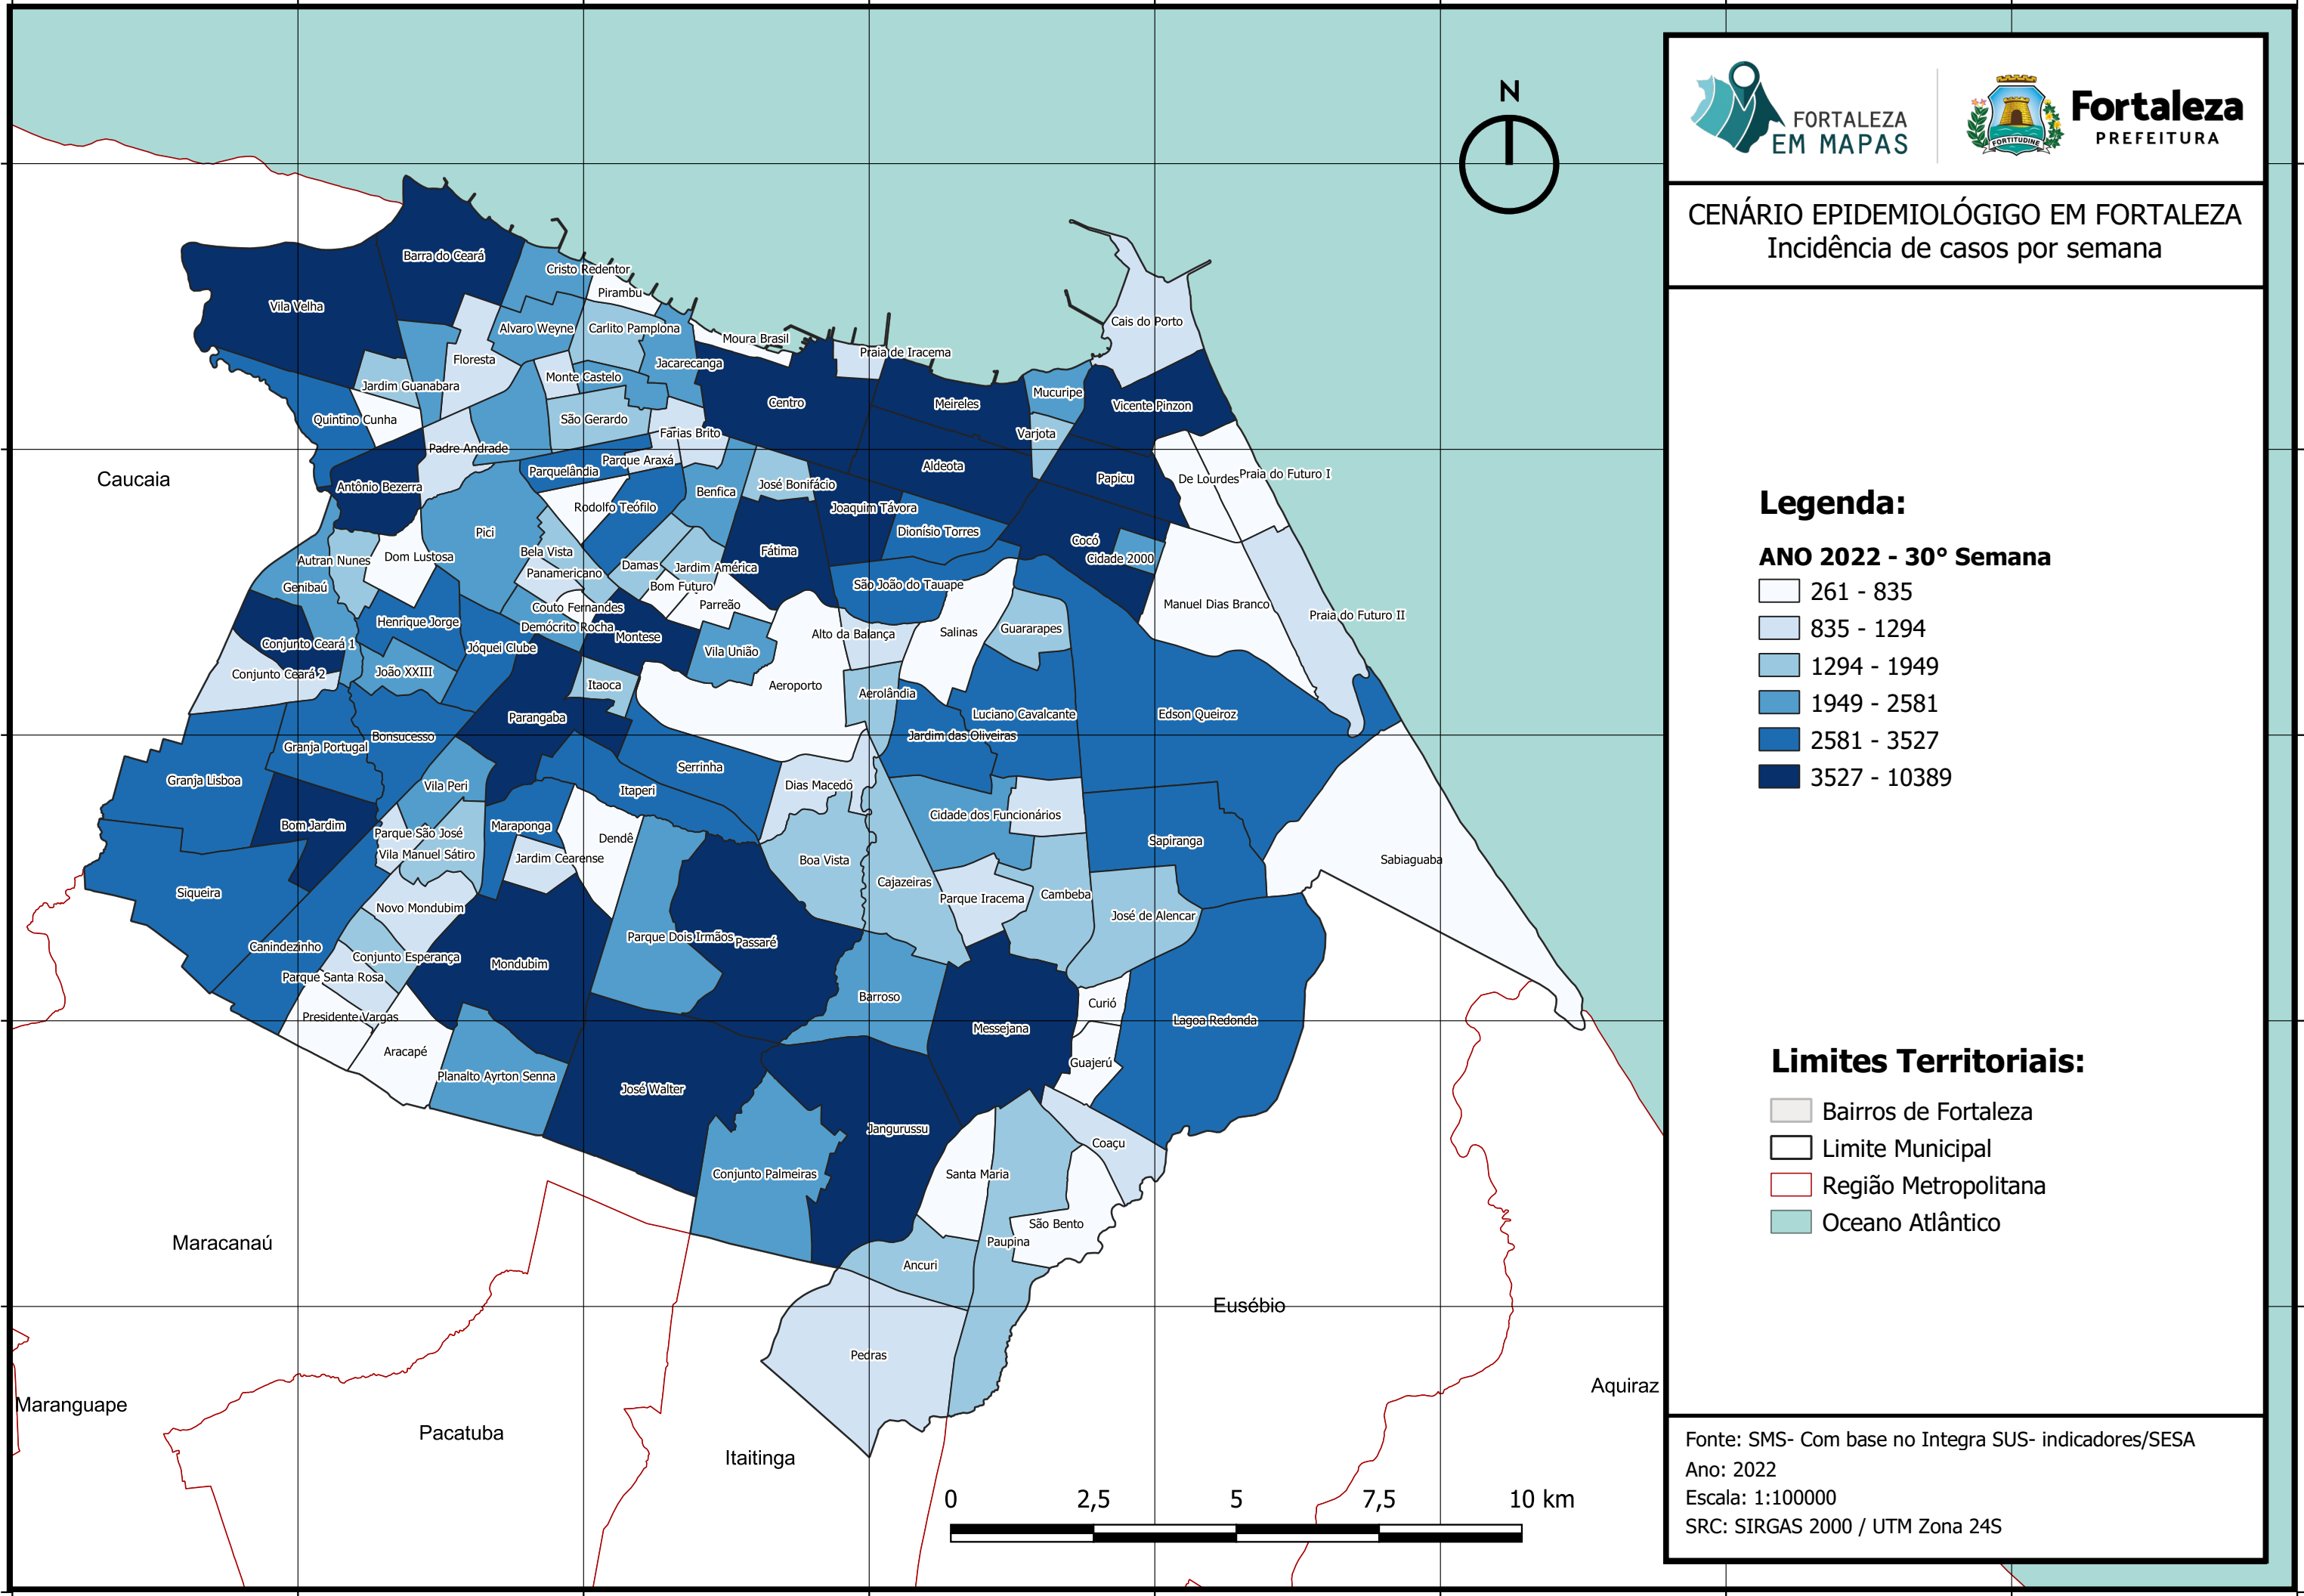 N
FORTALEZA
EM MAPAS
FORTITUDINE
Fortaleza
PREFEITURA
CENÁRIO EPIDEMIOLÓGIGO EM FORTALEZA
Incidência de casos por semana
Legenda:
ANO 2022 - 30° Semana
261 - 835
835 - 1294
1294 - 1949
1949 - 2581
2581 - 3527
3527 - 10389
Limites Territoriais:
Bairros de Fortaleza
Limite Municipal
Região Metropolitana
Oceano Atlântico
Fonte: SMS- Com base no Integra SUS- indicadores/SESA
Ano: 2022
Escala: 1:100000
SRC: SIRGAS 2000 / UTM Zona 24S
Barra do Ceará
Cristo Redentor
Pirambu
Vila Velha
Cais do Porto
Alvaro Weyne
Carlito Pamplona
Moura Brasil
Praia de Iracema
Floresta
Jacarecanga
Monte Castelo
Jardim Guanabara
Mucuripe
Centro
Meireles
Vicente Pinzon
Quintino Cunha
São Gerardo
Farias Brito
Varjota
Padre Andrade
Parque Araxá
Aldeota
Parquelândia
Caucaia
Antônio Bezerra
Benfica
José Bonifácio
Papicu
De Lourdes
Praia do Futuro I
Rodolfo Teófilo
Joaquim Távora
Pici
Dionísio Torres
Cocó
Bela Vista
Fátima
Autran Nunes
Dom Lustosa
Cidade 2000
Damas
Jardim América
Panamericano
Genibaú
Bom Futuro
São João do Tauape
Couto Fernandes
Parreão
Manuel Dias Branco
Praia do Futuro II
Henrique Jorge
Demócrito Rocha
Montese
Alto da Balança
Salinas
Guararapes
Conjunto Ceará 1
Jóquei Clube
Vila União
Conjunto Ceará 2
João XXIII
Itaoca
Aeroporto
Aerolândia
Parangaba
Luciano Cavalcante
Edson Queiroz
Bonsucesso
Jardim das Oliveiras
Granja Portugal
Serrinha
Granja Lisboa
Vila Peri
Itaperi
Dias Macedo
Cidade dos Funcionários
Bom Jardim
Parque São José
Maraponga
Dendê
Sapiranga
Vila Manuel Sátiro
Jardim Cearense
Boa Vista
Sabiaguaba
Siqueira
Cajazeiras
Parque Iracema
Cambeba
Novo Mondubim
José de Alencar
Canindezinho
Parque Dois Irmãos
Passaré
Conjunto Esperança
Mondubim
Parque Santa Rosa
Barroso
Curió
Presidente Vargas
Messejana
Lagoa Redonda
Aracapé
Guajerú
Planalto Ayrton Senna
José Walter
Jangurussu
Coaçu
Conjunto Palmeiras
Santa Maria
São Bento
Maracanaú
Paupina
Ancuri
Eusébio
Pedras
Aquiraz
Maranguape
Pacatuba
Itaitinga
0 2,5 5 7,5 10 km